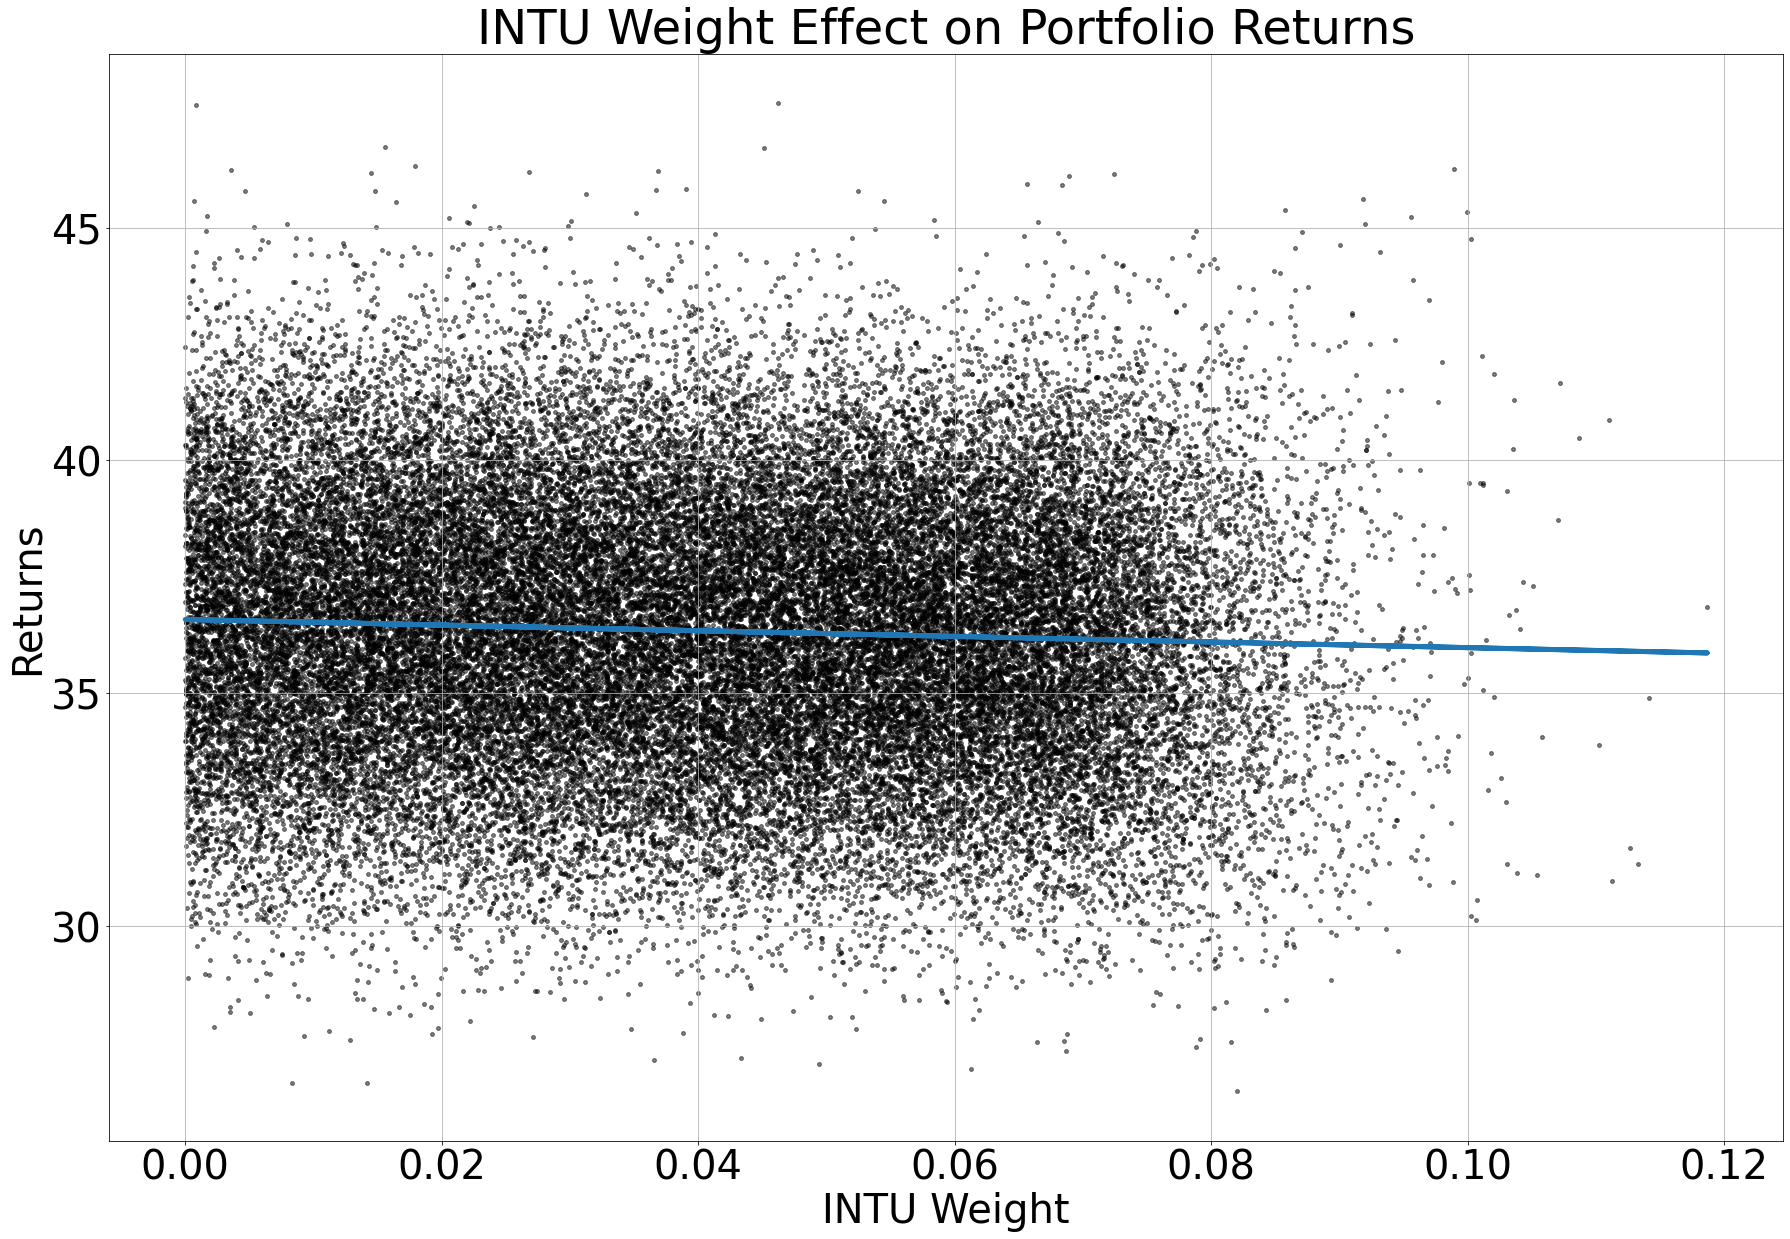 INTU Weight Effect on Portfolio Returns
Returns
45
40
35
30
0.00 0.02 0.04 0.06 0.08 0.10 0.12
INTU Weight